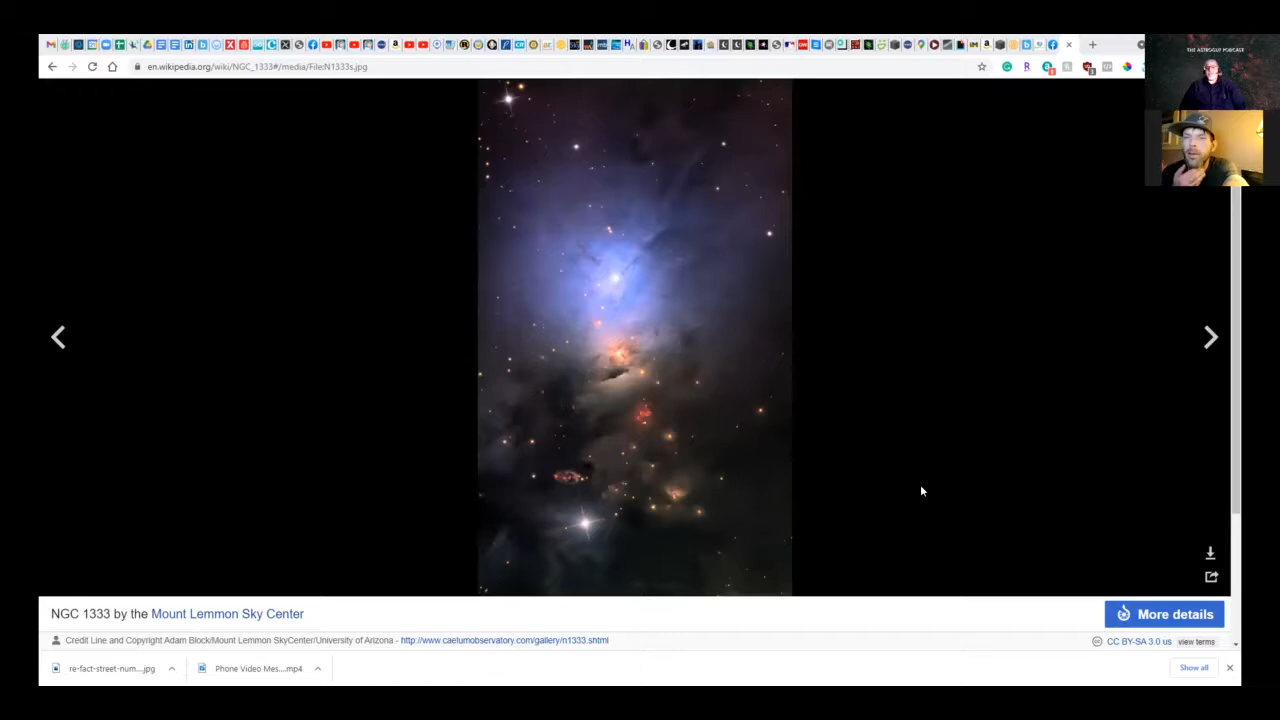 THE ASTROGUY PODCAST
en.wikipedia.org/wiki/NGC_1333#/media/File:N1333s.jpg
NGC 1333 by the Mount Lemmon Sky Center
More details
Credit Line and Copyright Adam Block/Mount Lemmon SkyCenter/University of Arizona - http://www.caelumobservatory.com/gallery/n1333.shtml
CC BY-SA 3.0 us view terms
re-fact-street-num....jpg
Phone Video Mes....mp4
Show all